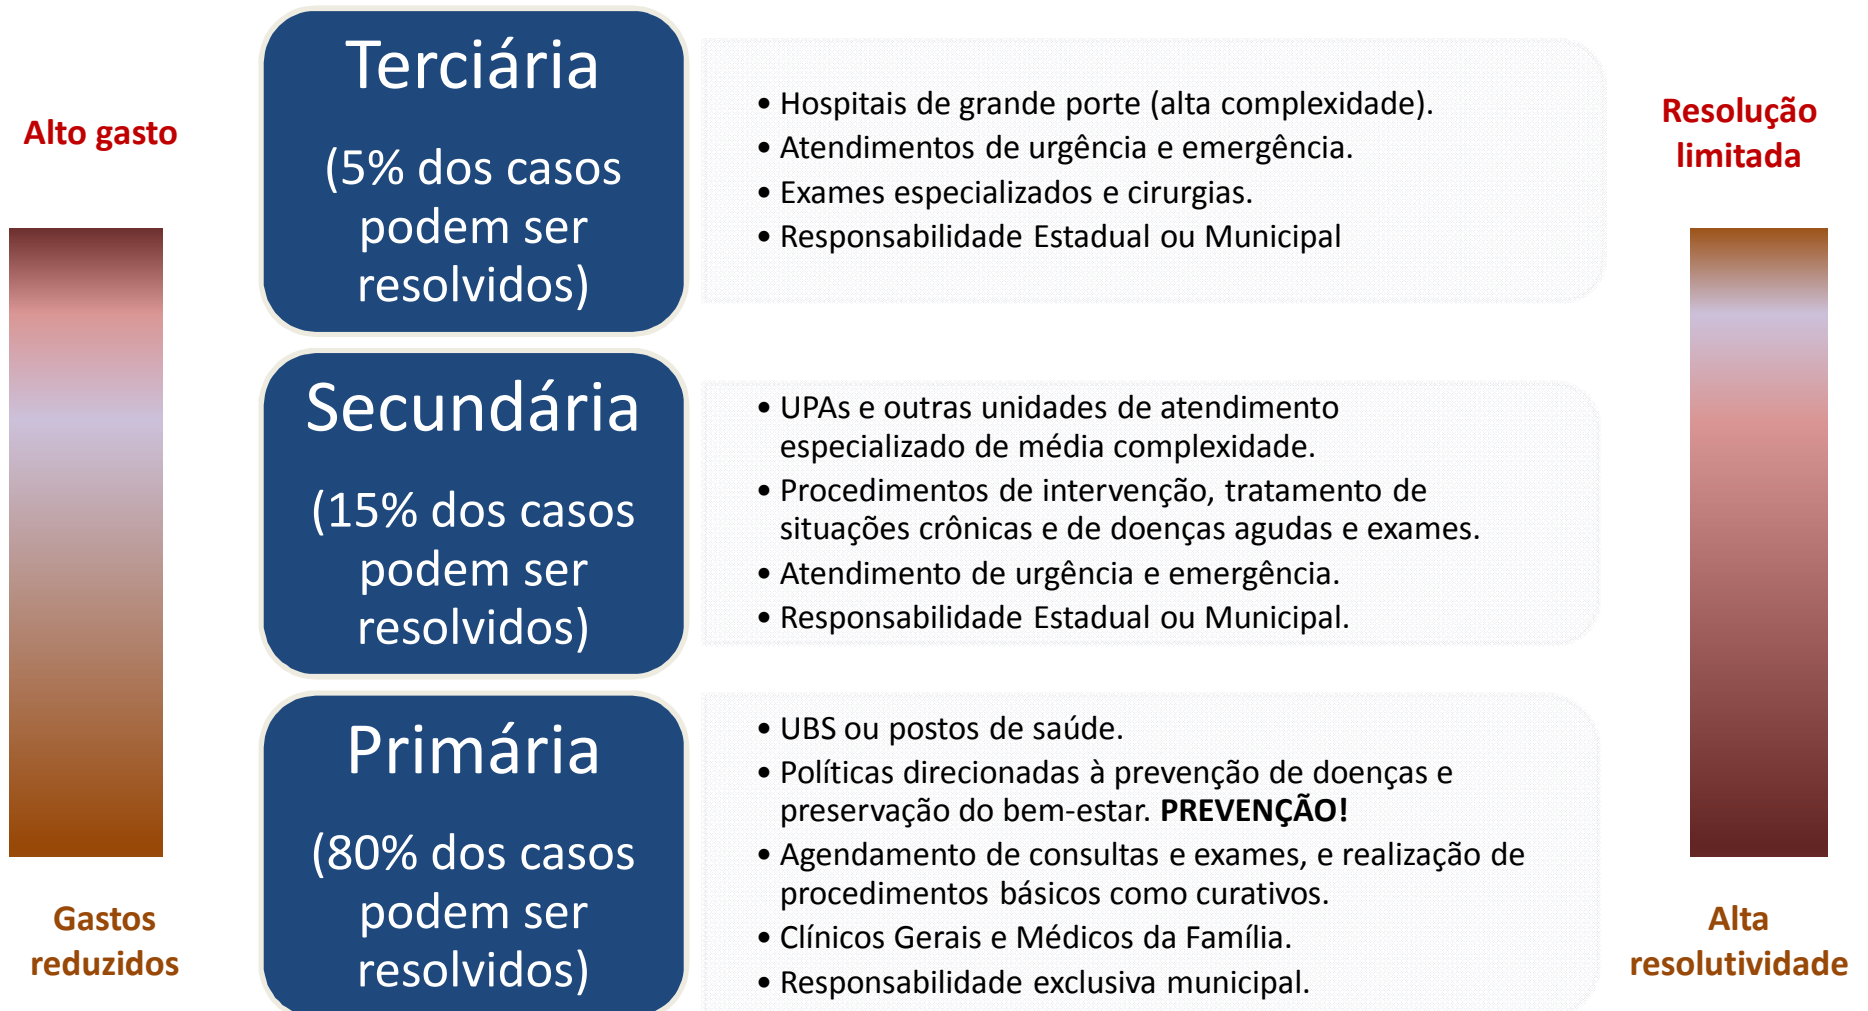 Alto gasto
Gastos
reduzidos
Terciária
(5% dos casos
podem ser
resolvidos)
• Hospitais de grande porte (alta complexidade).
• Atendimentos de urgência e emergência.
• Exames especializados e cirurgias.
• Responsabilidade Estadual ou Municipal
Secundária
(15% dos casos
podem ser
resolvidos)
• UPAs e outras unidades de atendimento
especializado de média complexidade.
• Procedimentos de intervenção, tratamento de
situações crônicas e de doenças agudas e exames.
• Atendimento de urgência e emergência.
• Responsabilidade Estadual ou Municipal.
Primária
(80% dos casos
podem ser
resolvidos)
• UBS ou postos de saúde.
• Políticas direcionadas à prevenção de doenças e
preservação do bem-estar. PREVENÇÃO!
• Agendamento de consultas e exames, e realização de
procedimentos básicos como curativos.
• Clínicos Gerais e Médicos da Família.
• Responsabilidade exclusiva municipal.
Resolução
limitada
Alta
resolutividade